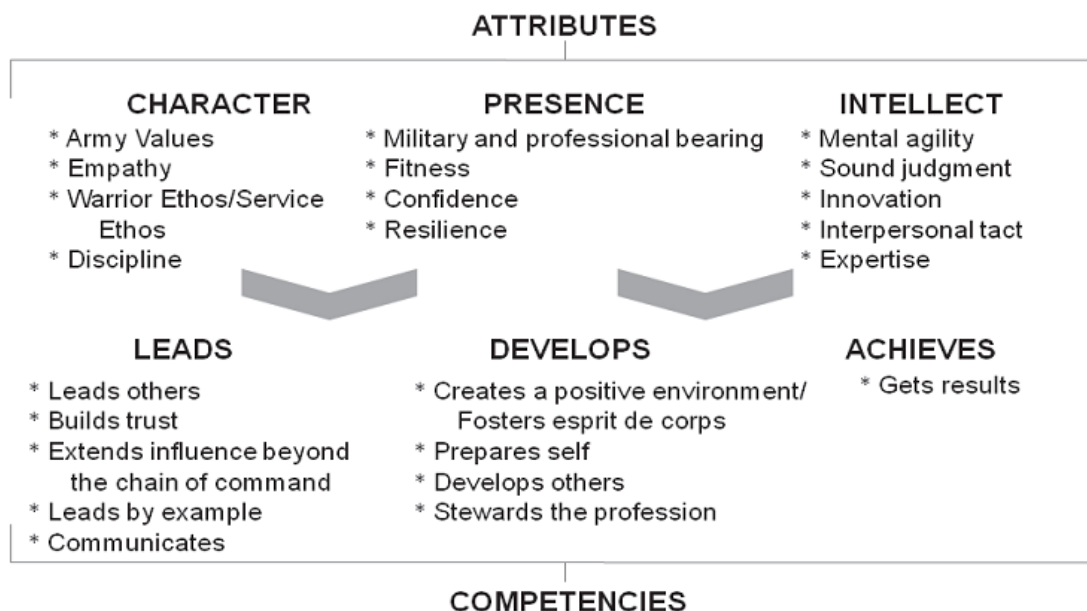 ATTRIBUTES
CHARACTER
* Army Values
* Empathy
* Warrior Ethos/Service
Ethos
* Discipline
PRESENCE
* Military and professional bearing
* Fitness
* Confidence
* Resilience
INTELLECT
* Mental agility
* Sound judgment
* Innovation
* Interpersonal tact
* Expertise
LEADS
* Leads others
* Builds trust
* Extends influence beyond
the chain of command
* Leads by example
* Communicates
DEVELOPS
* Creates a positive environment/
Fosters esprit de corps
* Prepares self
* Develops others
* Stewards the profession
ACHIEVES
* Gets results
COMPETENCIES